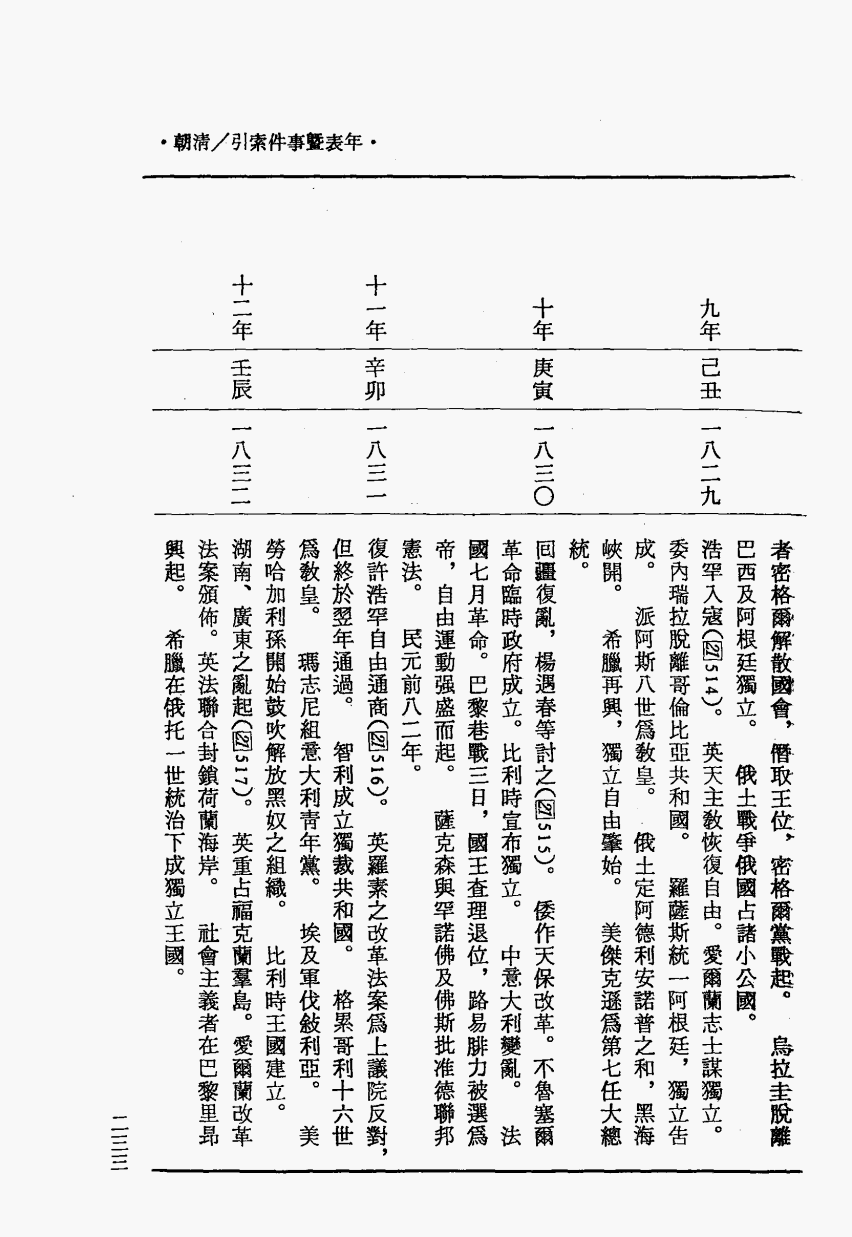 •年表暨事件索引／清朝•
者密格爾解散國會，僭取王位，密格爾黨戰起。　烏拉圭脫離
巴西及阿根廷獨立。　俄土戰爭俄國占諸小公國。
九年　己丑　一八二九　浩罕入寇(図514)。　英天主教恢復自由。愛爾蘭志士謀獨立。
委內瑞拉脫離哥倫比亞共和國。　羅薩斯統一阿根廷，獨立告
成。　派阿斯八世爲教皇。　俄土定阿德利安諾普之和，黑海
峽開。　希臘再興，獨立自由肇始。　美傑克遜爲第七任大總
統。
十年　庚寅　一八三〇　回疆復亂，楊遇春等討之(図515)。　倭作天保改革。不魯塞爾
革命臨時政府成立。比利時宣布獨立。　中意大利變亂。　法
國七月革命。巴黎巷戰三日，國王查理退位，路易腓力被選爲
帝，自由運動强盛而起。　薩克森與罕諾佛及佛斯批准德聯邦
憲法。　民元前八二年。
十一年　辛卯　一八三一　復許浩罕自由通商(図516)。　英羅素之改革法案爲上議院反對，
但終於翌年通過。　智利成立獨裁共和國。　格累哥利十六世
爲教皇。　瑪志尼組意大利青年黨。　埃及軍伐敍利亞。　美
勞哈加利孫開始鼓吹解放黑奴之組織。　比利時王國建立。
十二年　壬辰　一八三二　湖南、廣東之亂起(図517)。　英重占福克蘭羣島。愛爾蘭改革
法案頒佈。英法聯合封鎖荷蘭海岸。　社會主義者在巴黎里昂
興起。　希臘在俄托一世統治下成獨立王國。
二三三